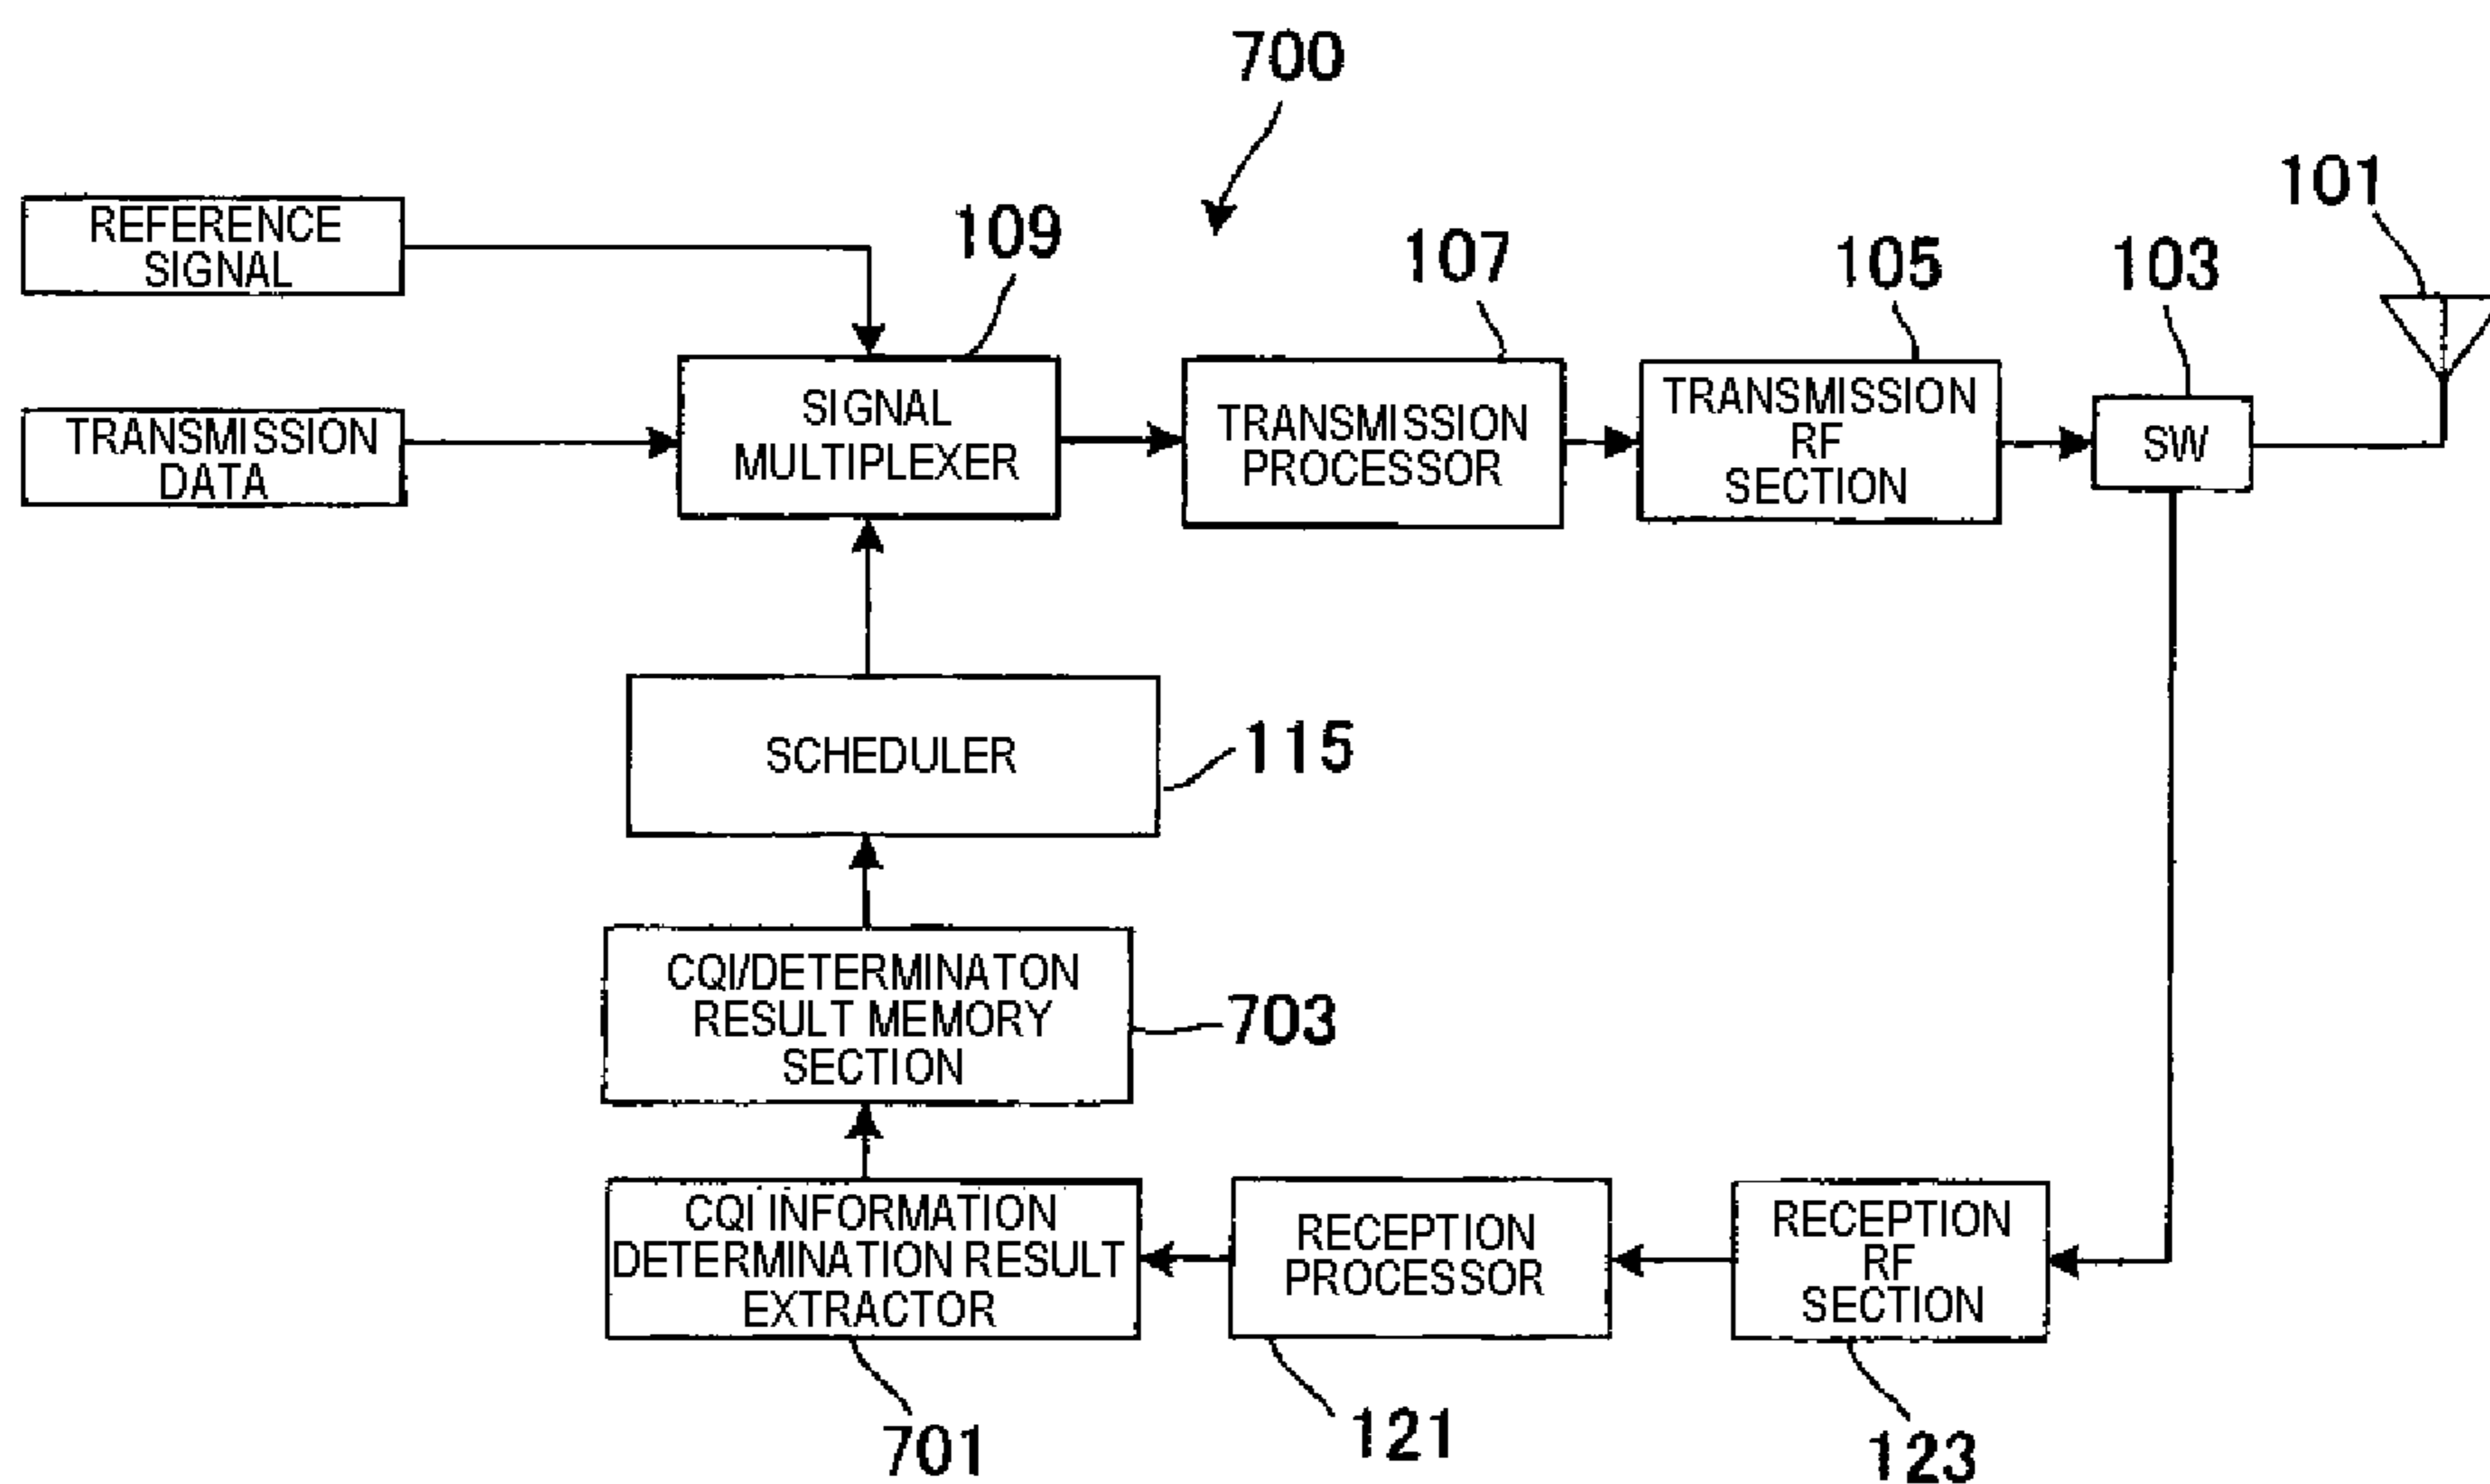 700
101
REFERENCE
SIGNAL
109
107
105
103
TRANSMISSION
DATA
SIGNAL
MULTIPLEXER
TRANSMISSION
PROCESSOR
TRANSMISSION
RF
SECTION
SW
SCHEDULER
115
CQI/DETERMINATON
RESULT MEMORY
SECTION
703
CQI INFORMATION
DETERMINATION RESULT
EXTRACTOR
RECEPTION
PROCESSOR
RECEPTION
RF
SECTION
701
121
123